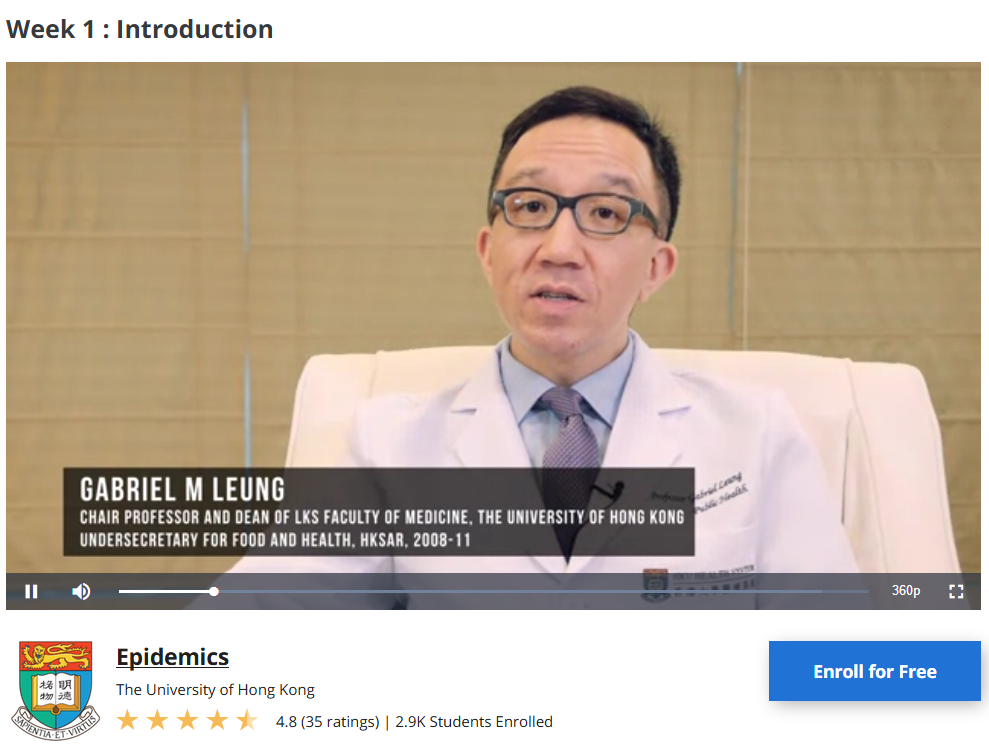 Week 1 : Introduction
GABRIEL M LEUNG
CHAIR PROFESSOR AND DEAN OF LKS FACULTY OF MEDICINE, THE UNIVERSITY OF HONG KONG
UNDERSECRETARY FOR FOOD AND HEALTH, HKSAR, 2008-11
Professor Gabriel Leung
Public Health
HKU HEALTH SYSTEM
360p
明德
格物
SAPIENTIA·ET·VIRTUS
Epidemics
The University of Hong Kong
4.8 (35 ratings) | 2.9K Students Enrolled
Enroll for Free